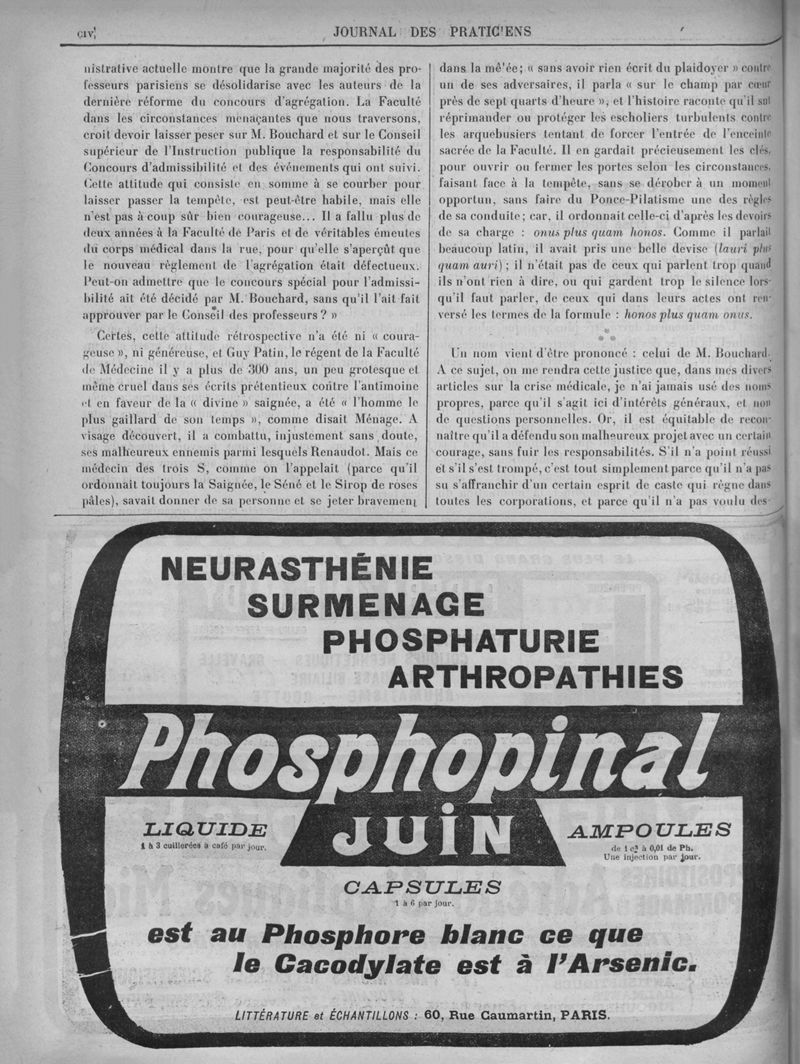 CIV
JOURNAL DES PRATICIENS
nistrative actuelle montre que la grande majorité des pro-
fesseurs parisiens se désolidarise avec les auteurs de la
dernière réforme du concours d'agrégation. La Faculté
dans les circonstances menaçantes que nous traversons,
croit devoir laisser peser sur M. Bouchard et sur le Conseil
supérieur de l'Instruction publique la responsabilité du
Concours d'admissibilité et des événements qui ont suivi.
Cette attitude qui consiste en somme à se courber pour
laisser passer la tempête, est peut-être habile, mais elle
n'est pas à coup sûr bien courageuse... Il a fallu plus de
deux années à la Faculté de Paris et de véritables émeutes
du corps médical dans la rue, pour qu'elle s'aperçût que
le nouveau règlement de l'agrégation était défectueux.
Peut-on admettre que le concours spécial pour l'admissi-
bilité ait été décidé par M. Bouchard, sans qu'il l'ait fait
approuver par le Conseil des professeurs ? »
Certes, cette attitude rétrospective n'a été ni « coura-
geuse », ni généreuse, et Guy Patin, le régent de la Faculté
de Médecine il y a plus de 300 ans, un peu grotesque et
même cruel dans ses écrits prétentieux contre l'antimoine
et en faveur de la « divine » saignée, a été « l'homme le
plus gaillard de son temps », comme disait Ménage. A
visage découvert, il a combattu, injustement sans doute,
ses malheureux ennemis parmi lesquels Renaudot. Mais ce
médecin des trois S, comme on l'appelait (parce qu'il
ordonnait toujours la Saignée, le Séné et le Sirop de roses
pâles), savait donner de sa personne et se jeter bravement
dans la mê'ée; « sans avoir rien écrit du plaidoyer » contre
un de ses adversaires, il parla « sur le champ par cœur
près de sept quarts d'heure », et l'histoire raconte qu'il sut
réprimander ou protéger les escholiers turbulents contre
les arquebusiers tentant de forcer l'entrée de l'enceinte
sacrée de la Faculté. Il en gardait précieusement les clés,
pour ouvrir ou fermer les portes selon les circonstances,
faisant face à la tempête, sans se dérober à un moment
opportun, sans faire du Ponce-Pilatisme une des règles
de sa conduite; car, il ordonnait celle-ci d'après les devoirs
de sa charge : onus plus quam honos. Comme il parlait
beaucoup latin, il avait pris une belle devise (lauri plus
quam auri) ; il n'était pas de ceux qui parlent trop quand
ils n'ont rien à dire, ou qui gardent trop le silence lors-
qu'il faut parler, de ceux qui dans leurs actes ont ren-
versé les termes de la formule : honos plus quam onus.
Un nom vient d'être prononcé : celui de M. Bouchard.
A ce sujet, on me rendra cette justice que, dans mes divers
articles sur la crise médicale, je n'ai jamais usé des noms
propres, parce qu'il s'agit ici d'intérêts généraux, et non
de questions personnelles. Or, il est équitable de recon-
naître qu'il a défendu son malheureux projet avec un certain
courage, sans fuir les responsabilités. S'il n'a point réussi
et s'il s'est trompé, c'est tout simplement parce qu'il n'a pas
su s'affranchir d'un certain esprit de caste qui règne dans
toutes les corporations, et parce qu'il n'a pas voulu des-
NEURASTHÉNIE
SURMENAGE
PHOSPHATURIE
ARTHROPATHIES
Phosphopinal
JUIN
LIQUIDE
1 à 3 cuillerées à café par jour.
AMPOULES
de 1 c³ à 0,01 de Ph.
Une injection par jour.
CAPSULES
1 à 6 par jour.
est au Phosphore blanc ce que
le Cacodylate est à l'Arsenic.
LITTÉRATURE et ÉCHANTILLONS : 60, Rue Caumartin, PARIS.